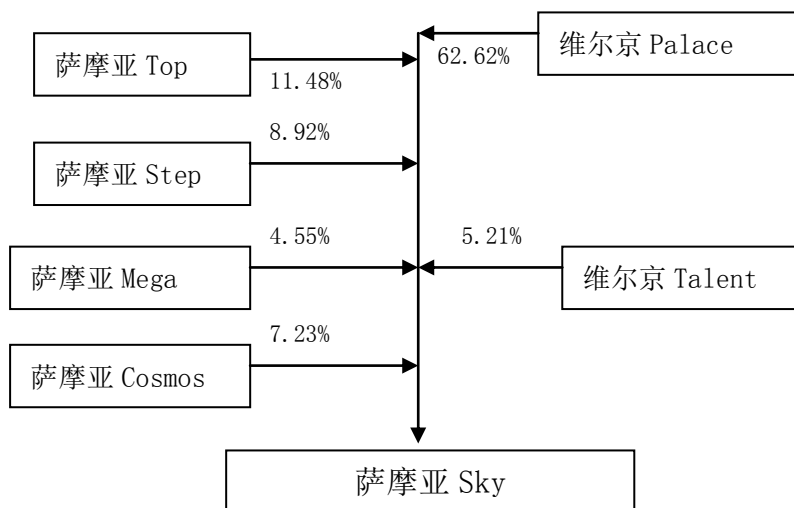 维尔京 Palace
萨摩亚 Top
62.62%
11.48%
8.92%
萨摩亚 Step
4.55%
5.21%
萨摩亚 Mega
维尔京 Talent
7.23%
萨摩亚 Cosmos
萨摩亚 Sky